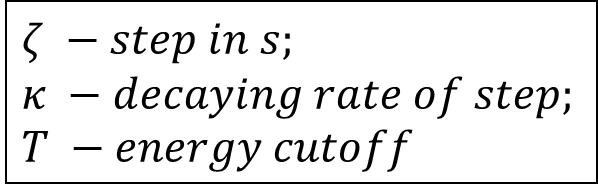 ζ − step in s;
κ − decaying rate of step;
T − energy cutoff